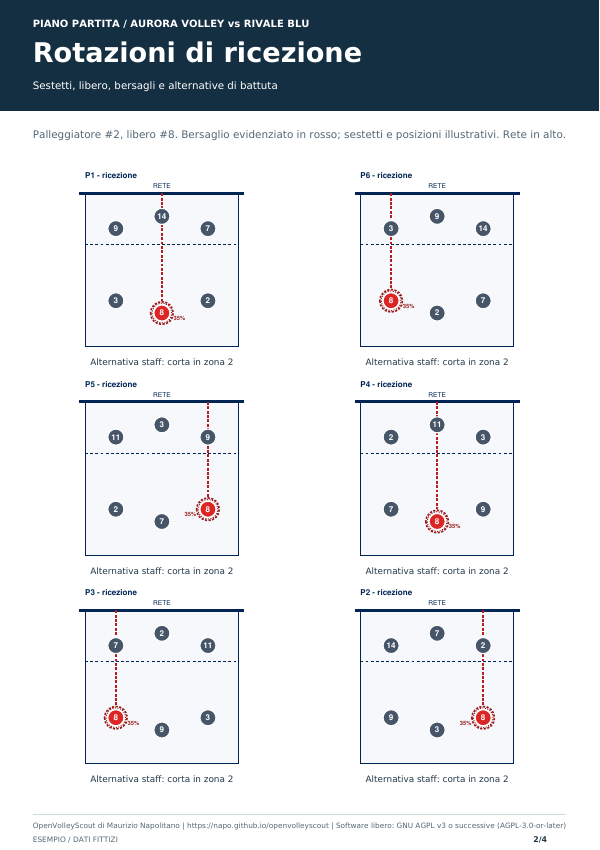 PIANO PARTITA / AURORA VOLLEY vs RIVALE BLU
Rotazioni di ricezione
Sestetti, libero, bersagli e alternative di battuta
Palleggiatore #2, libero #8. Bersaglio evidenziato in rosso; sestetti e posizioni illustrativi. Rete in alto.
P1 - ricezione
RETE
9 14 7
3 8 2
35%
Alternativa staff: corta in zona 2
P6 - ricezione
RETE
3 9 14
8 2 7
35%
Alternativa staff: corta in zona 2
P5 - ricezione
RETE
11 3 9
2 7 8
35%
Alternativa staff: corta in zona 2
P4 - ricezione
RETE
2 11 3
7 8 9
35%
Alternativa staff: corta in zona 2
P3 - ricezione
RETE
7 2 11
8 9 3
35%
Alternativa staff: corta in zona 2
P2 - ricezione
RETE
14 7 2
9 3 8
35%
Alternativa staff: corta in zona 2
OpenVolleyScout di Maurizio Napolitano | https://napo.github.io/openvolleyscout | Software libero: GNU AGPL v3 o successive (AGPL-3.0-or-later)
ESEMPIO / DATI FITTIZI
2/4